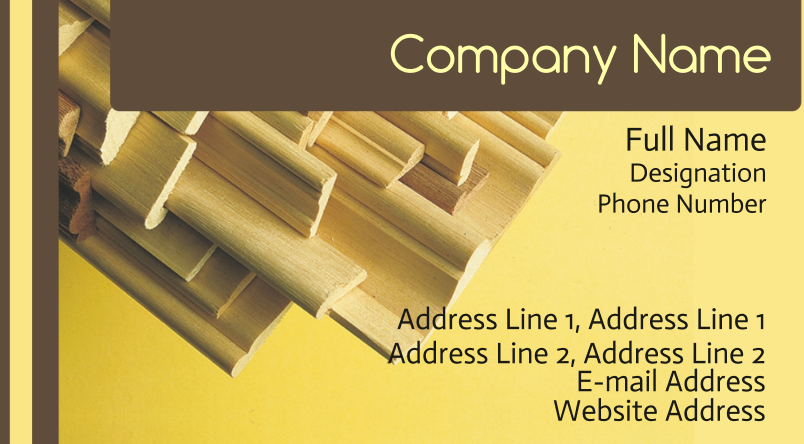 Company Name
Full Name
Designation
Phone Number
Address Line 1, Address Line 1
Address Line 2, Address Line 2
E-mail Address
Website Address